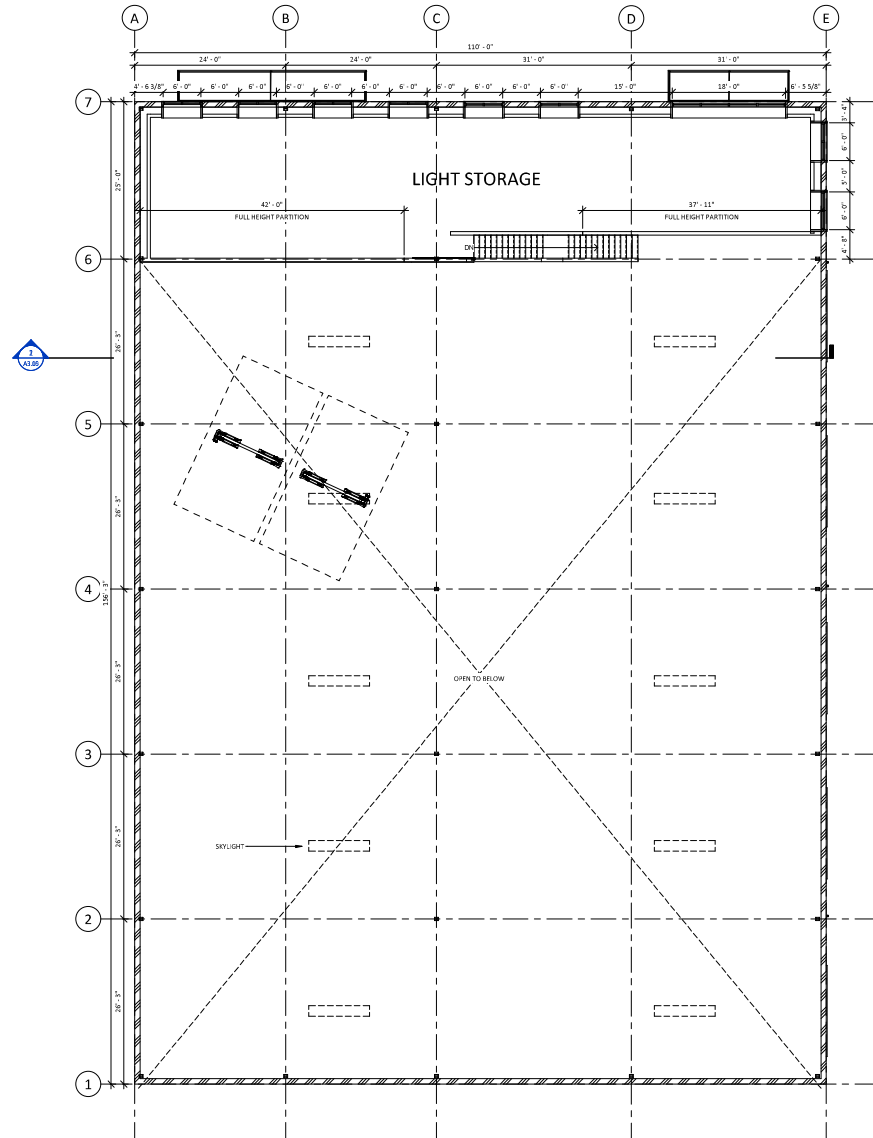 A B C D E
110' - 0"
24' - 0" 24' - 0" 31' - 0" 31' - 0"
4' - 6 3/8" 6' - 0" 6' - 0" 6' - 0" 6' - 0" 6' - 0" 6' - 0" 6' - 0" 6' - 0" 6' - 0" 6' - 0" 6' - 0" 15' - 0" 18' - 0" 6' - 5 5/8"
7
3' - 4"
6' - 0"
5' - 0"
6' - 0"
4' - 8"
25' - 0"
LIGHT STORAGE
42' - 0" 37' - 11"
FULL HEIGHT PARTITION FULL HEIGHT PARTITION
DN
6
26' - 3"
1
A3.05
5
26' - 3"
4
156' - 3"
26' - 3"
OPEN TO BELOW
3
26' - 3"
SKYLIGHT
2
26' - 3"
1